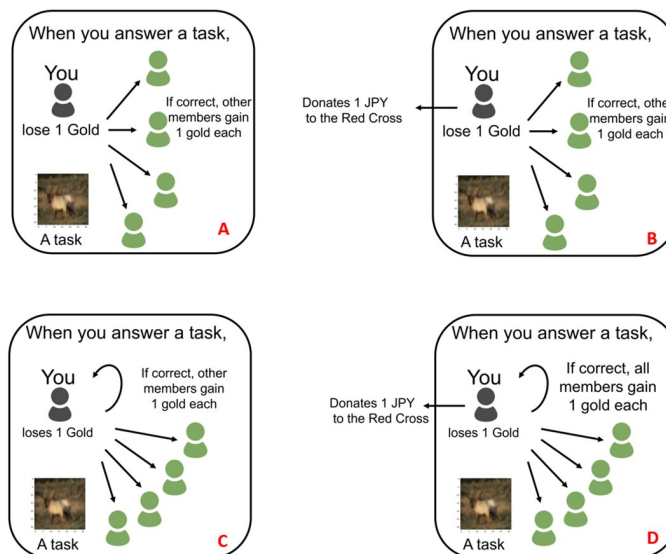 When you answer a task,
You
lose 1 Gold
If correct, other
members gain
1 gold each
A task
A
When you answer a task,
You
Donates 1 JPY
to the Red Cross
lose 1 Gold
If correct, other
members gain
1 gold each
A task
B
When you answer a task,
You
loses 1 Gold
If correct, other
members gain
1 gold each
A task
C
When you answer a task,
You
Donates 1 JPY
to the Red Cross
loses 1 Gold
If correct, all
members gain
1 gold each
A task
D